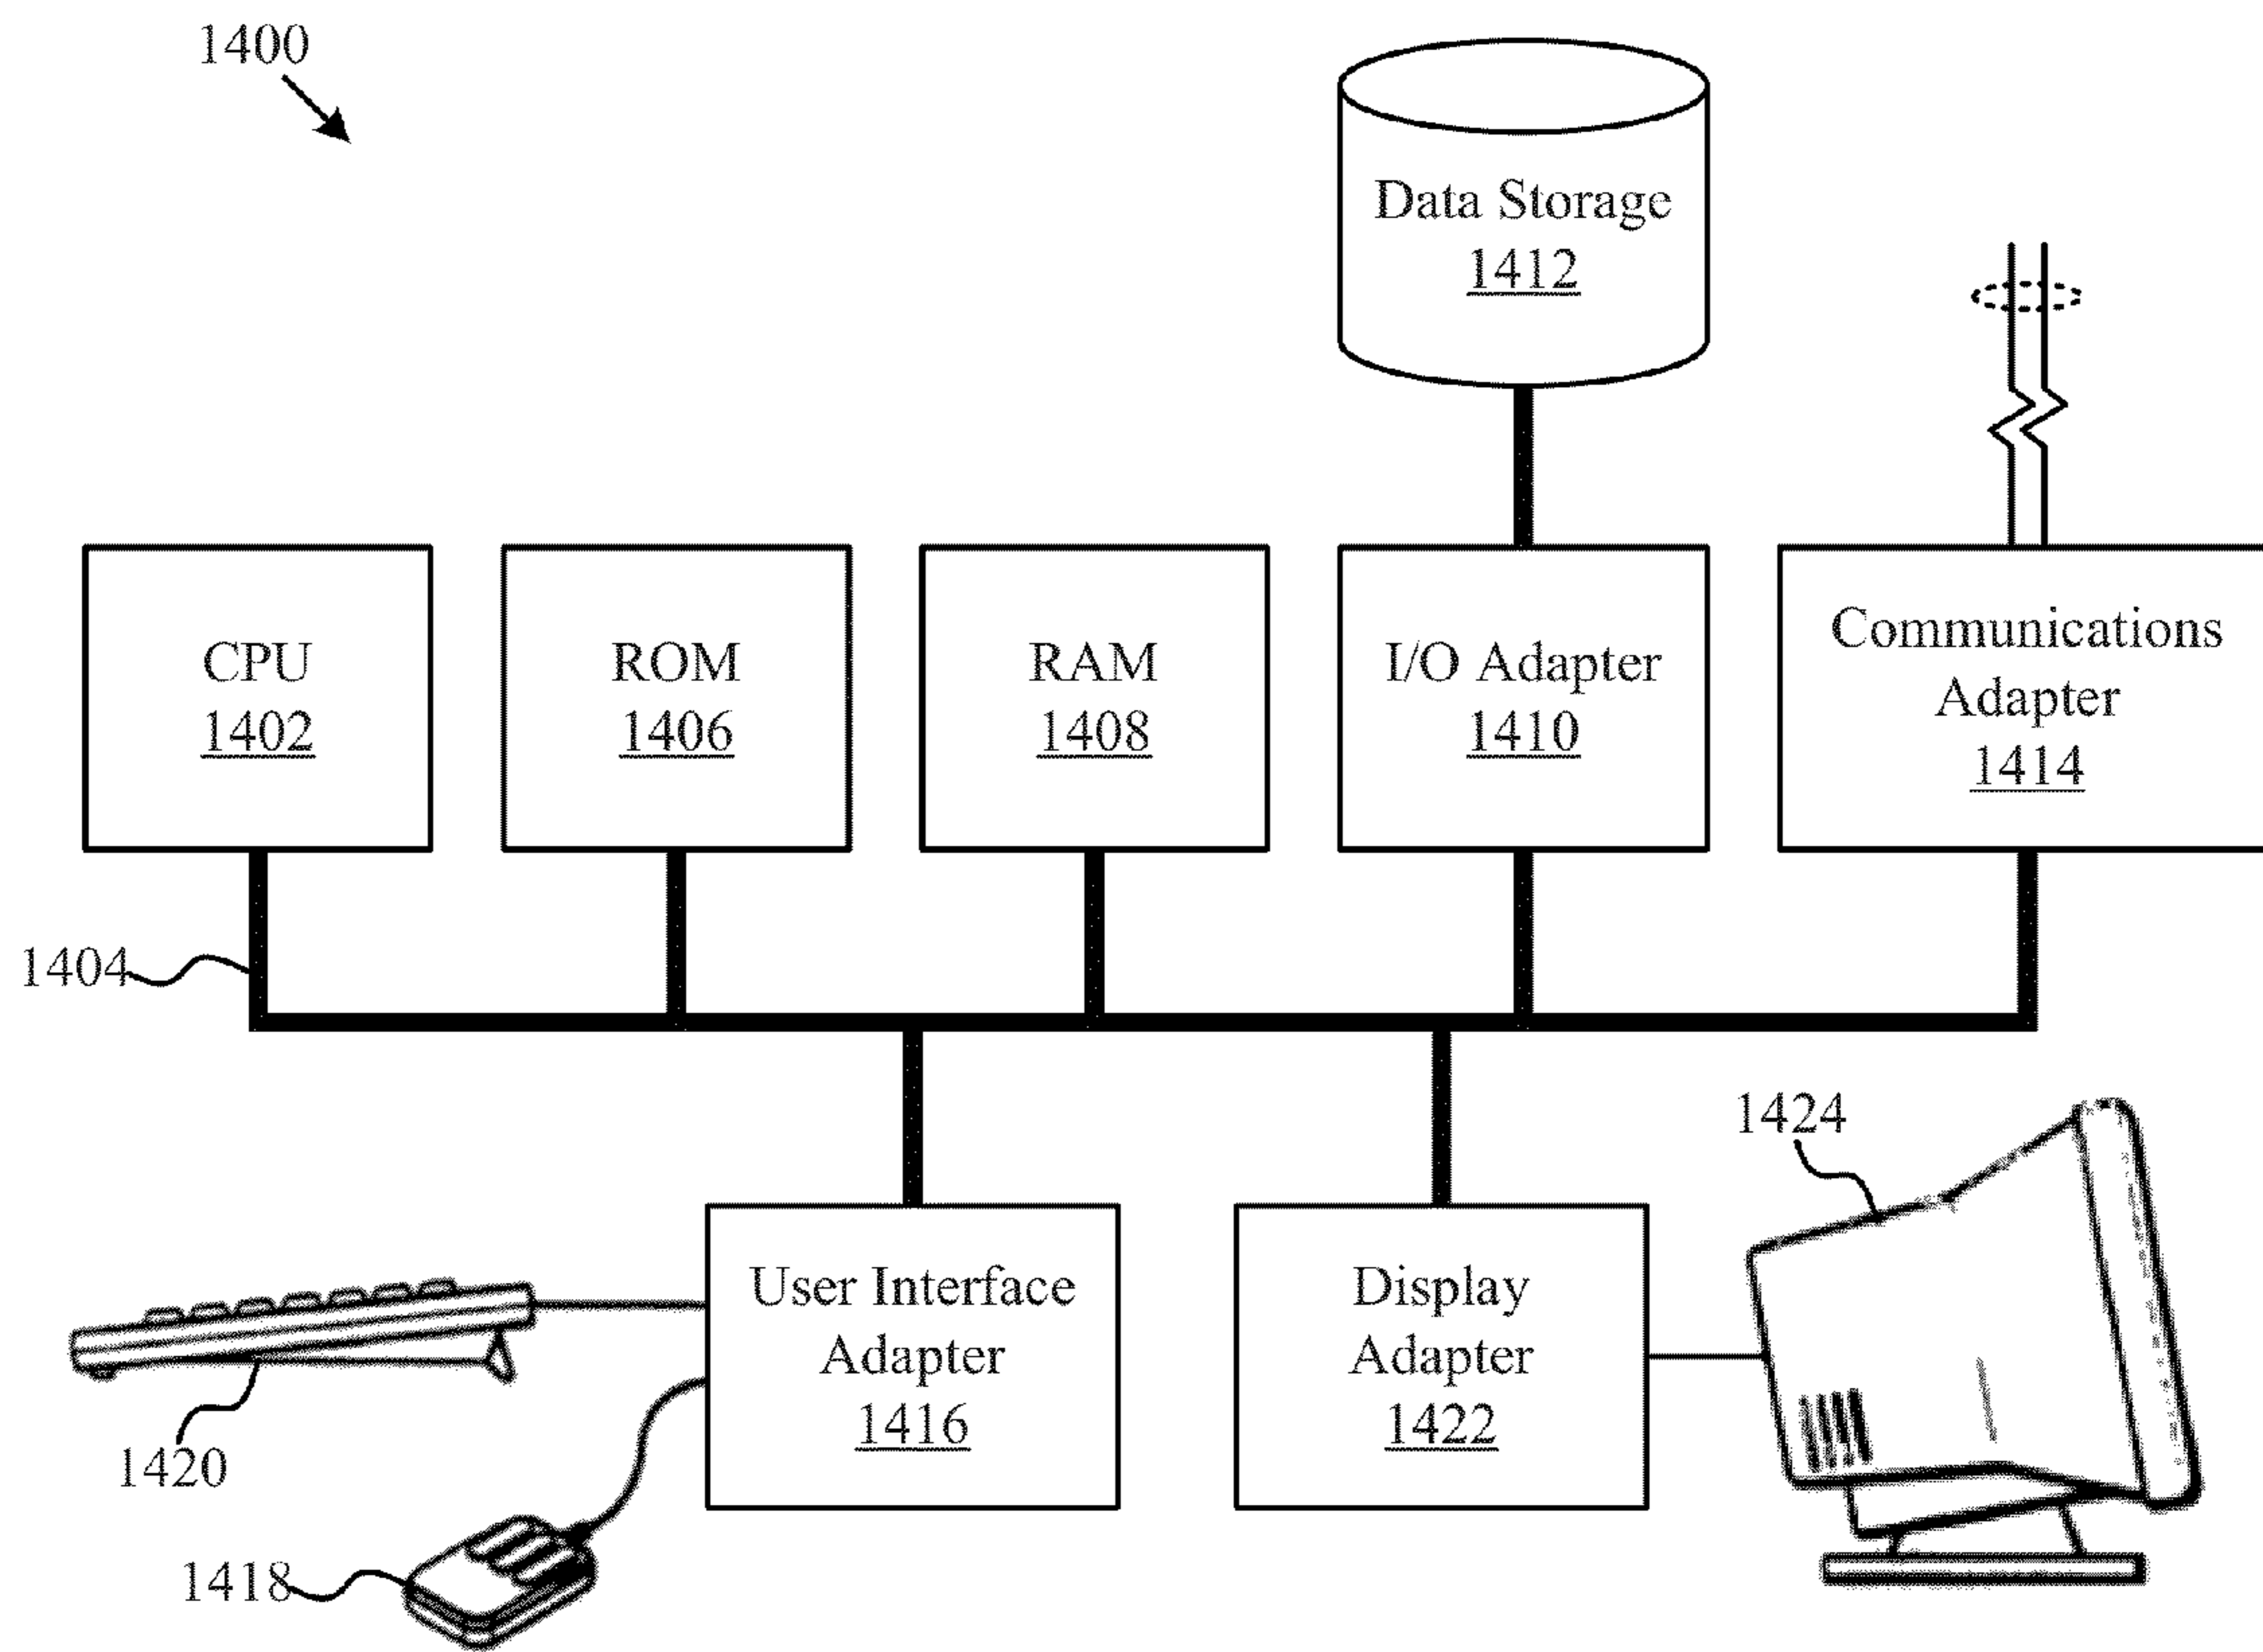 1400
Data Storage
1412
CPU
1402
ROM
1406
RAM
1408
I/O Adapter
1410
Communications
Adapter
1414
1404
1424
User Interface
Adapter
1416
Display
Adapter
1422
1420
1418